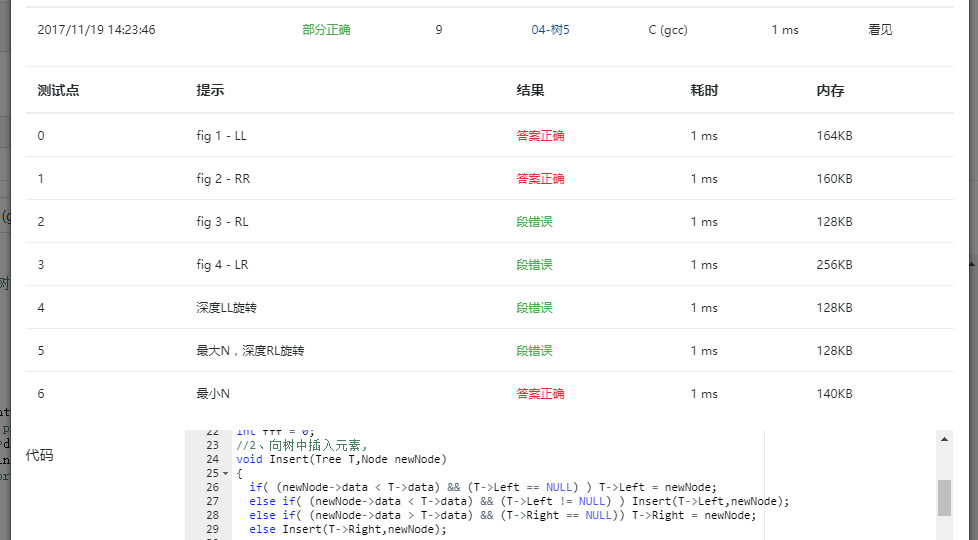 2017/11/19 14:23:46 部分正确 9 04-树5 C (gcc) 1 ms 看见
测试点 提示 结果 耗时 内存
0 fig 1 - LL 答案正确 1 ms 164KB
1 fig 2 - RR 答案正确 1 ms 160KB
2 fig 3 - RL 段错误 1 ms 128KB
3 fig 4 - LR 段错误 1 ms 256KB
4 深度LL旋转 段错误 1 ms 128KB
5 最大N，深度RL旋转 段错误 1 ms 128KB
6 最小N 答案正确 1 ms 140KB
代码
22 int fff = 0;
23 //2、向树中插入元素,
24 void Insert(Tree T,Node newNode)
25 {
26 if( (newNode->data < T->data) && (T->Left == NULL) ) T->Left = newNode;
27 else if( (newNode->data < T->data) && (T->Left != NULL) ) Insert(T->Left,newNode);
28 else if( (newNode->data > T->data) && (T->Right == NULL)) T->Right = newNode;
29 else Insert(T->Right,newNode);